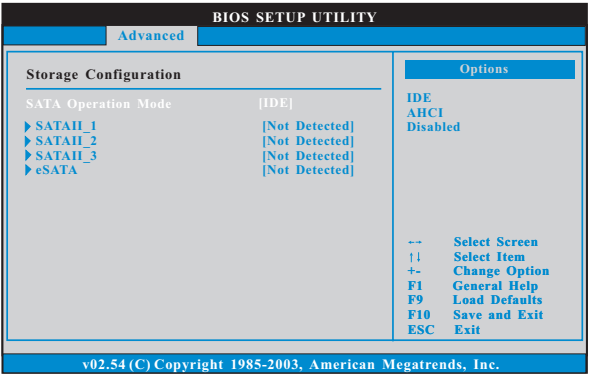 BIOS SETUP UTILITY
Advanced
Storage Configuration
SATA Operation Mode [IDE]
SATAII_1 [Not Detected]
SATAII_2 [Not Detected]
SATAII_3 [Not Detected]
eSATA [Not Detected]
Options
IDE
AHCI
Disabled
←→ Select Screen
↑↓ Select Item
+- Change Option
F1 General Help
F9 Load Defaults
F10 Save and Exit
ESC Exit
v02.54 (C) Copyright 1985-2003, American Megatrends, Inc.